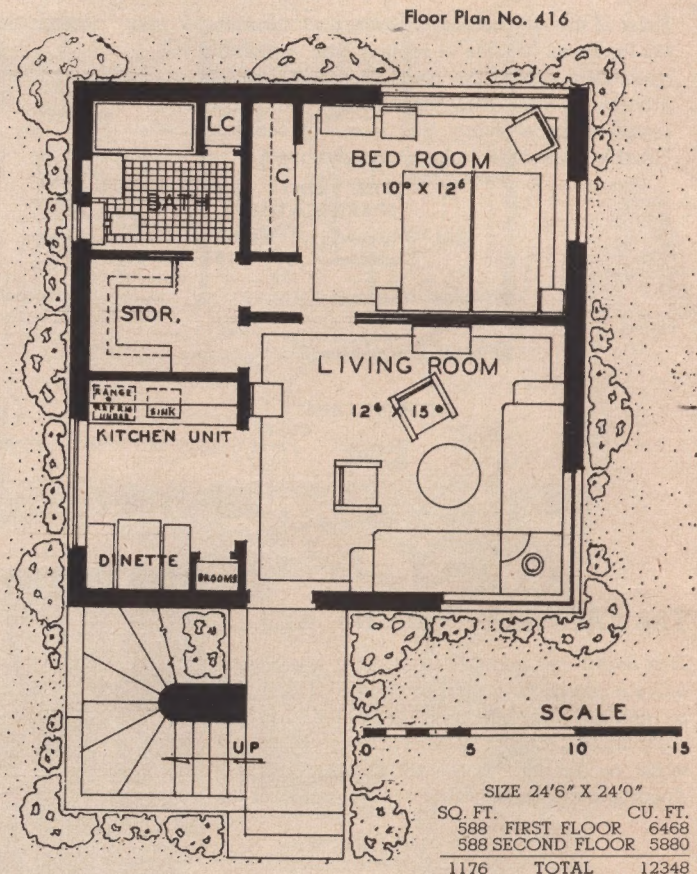 Floor Plan No. 416
LC
BED ROOM
10⁰ X 12⁶
C
BATH
STOR.
LIVING ROOM
12⁶ X 15⁰
RANGE
REFRIG UNDER
SINK
KITCHEN UNIT
DINETTE
BROOMS
UP
SCALE
0 5 10 15
SIZE 24'6" X 24'0"
SQ. FT. CU. FT.
588 FIRST FLOOR 6468
588 SECOND FLOOR 5880
1176 TOTAL 12348